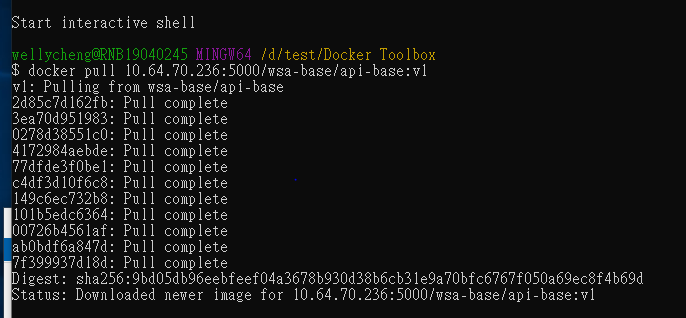 Start interactive shell
wellycheng@RNB19040245 MINGW64 /d/test/Docker Toolbox
$ docker pull 10.64.70.236:5000/wsa-base/api-base:v1
v1: Pulling from wsa-base/api-base
2d85c7d162fb: Pull complete
3ea70d951983: Pull complete
0278d38551c0: Pull complete
4172984aebde: Pull complete
77dfde3f0be1: Pull complete
c4df3d10f6c8: Pull complete
149c6ec732b8: Pull complete
101b5edc6364: Pull complete
00726b4561af: Pull complete
ab0bdf6a847d: Pull complete
7f399937d18d: Pull complete
Digest: sha256:9bd05db96eebfeef04a3678b930d38b6cb31e9a70bfc6767f050a69ec8f4b69d
Status: Downloaded newer image for 10.64.70.236:5000/wsa-base/api-base:v1